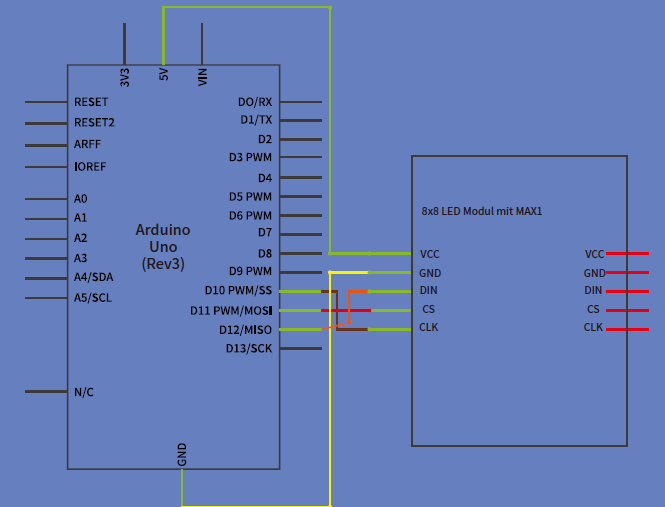 3V3
5V
VIN
RESET
RESET2
ARFF
IOREF
A0
A1
A2
A3
A4/SDA
A5/SCL
N/C
Arduino
Uno
(Rev3)
DO/RX
D1/TX
D2
D3 PWM
D4
D5 PWM
D6 PWM
D7
D8
D9 PWM
D10 PWM/SS
D11 PWM/MOSI
D12/MISO
D13/SCK
GND
8x8 LED Modul mit MAX1
VCC VCC
GND GND
DIN DIN
CS CS
CLK CLK